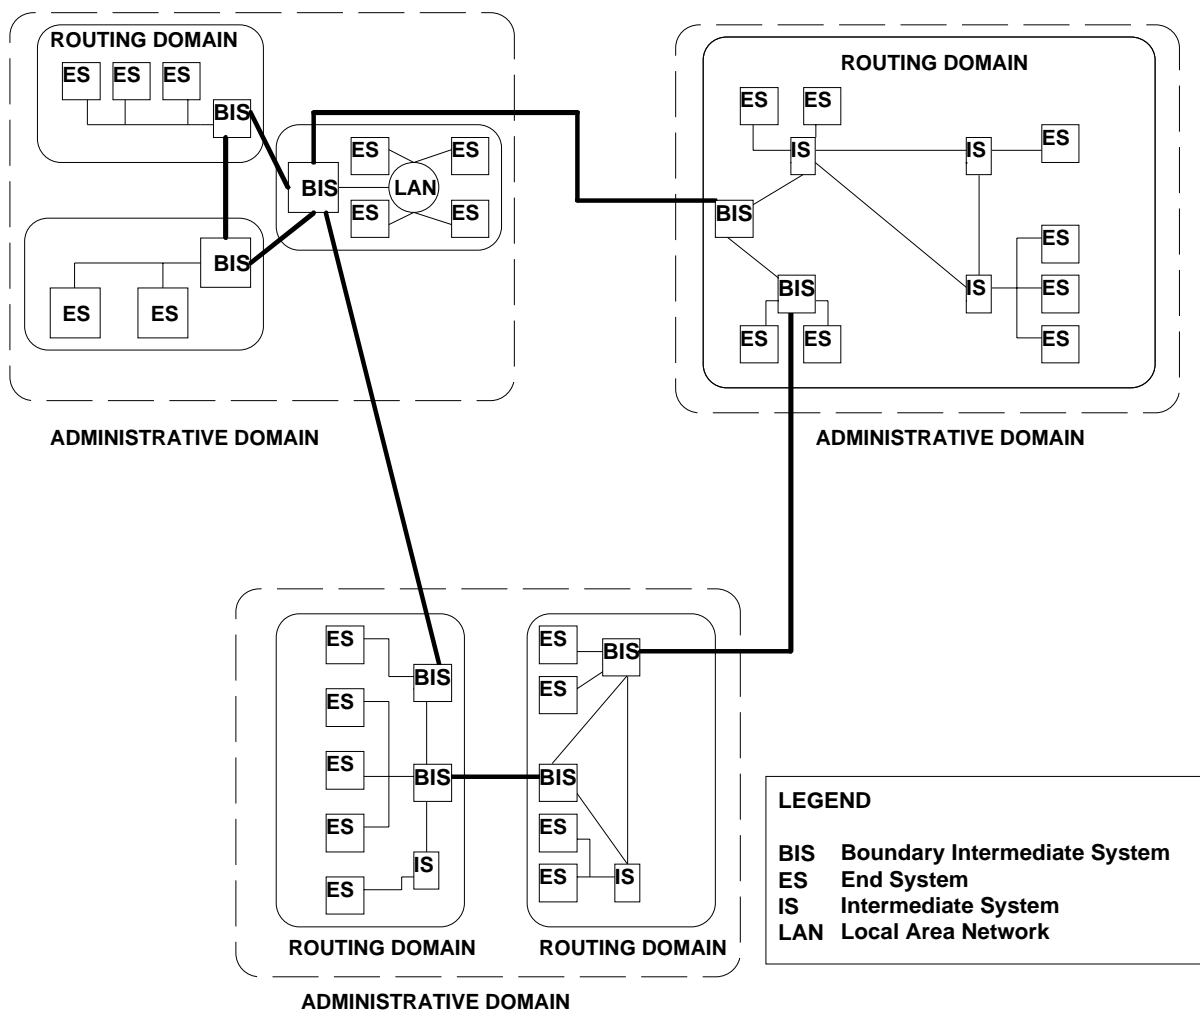 ROUTING DOMAIN
ES ES ES
BIS
ES ES
BIS LAN
ES ES
BIS
ES ES
ADMINISTRATIVE DOMAIN
ROUTING DOMAIN
ES ES
IS IS ES
BIS
ES
BIS IS ES
ES ES ES
ADMINISTRATIVE DOMAIN
ES
BIS
ES
ES BIS
ES
IS
ES
ROUTING DOMAIN
ES
BIS
ES
BIS
ES
ES IS
ROUTING DOMAIN
ADMINISTRATIVE DOMAIN
LEGEND
BIS Boundary Intermediate System
ES End System
IS Intermediate System
LAN Local Area Network